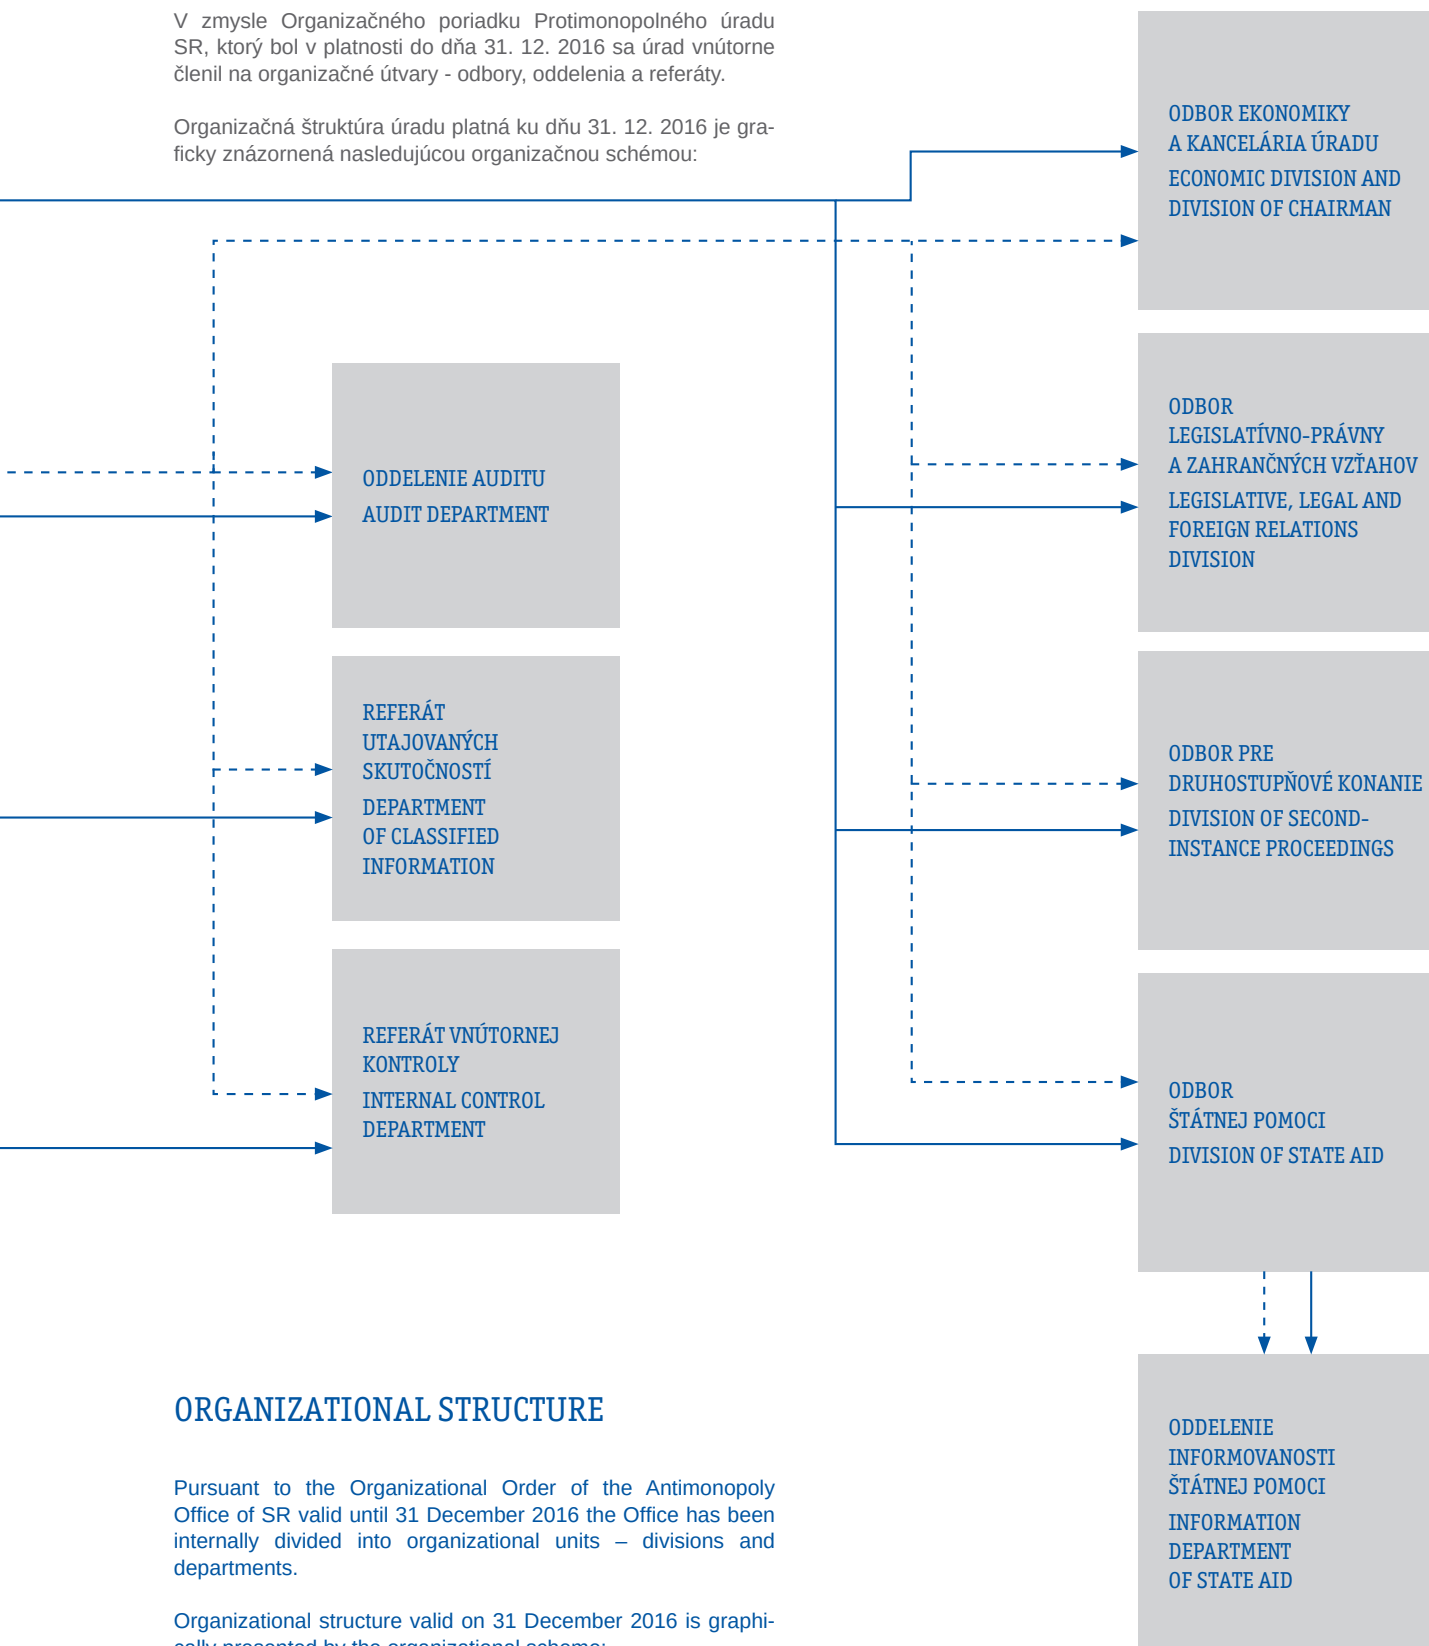 V zmysle Organizačného poriadku Protimonopolného úradu
SR, ktorý bol v platnosti do dňa 31. 12. 2016 sa úrad vnútorne
členil na organizačné útvary - odbory, oddelenia a referáty.
Organizačná štruktúra úradu platná ku dňu 31. 12. 2016 je gra-
ficky znázornená nasledujúcou organizačnou schémou:
ODDELENIE AUDITU
AUDIT DEPARTMENT
REFERÁT
UTAJOVANÝCH
SKUTOČNOSTÍ
DEPARTMENT
OF CLASSIFIED
INFORMATION
REFERÁT VNÚTORNEJ
KONTROLY
INTERNAL CONTROL
DEPARTMENT
ODBOR EKONOMIKY
A KANCELÁRIA ÚRADU
ECONOMIC DIVISION AND
DIVISION OF CHAIRMAN
ODBOR
LEGISLATÍVNO-PRÁVNY
A ZAHRANČNÝCH VZŤAHOV
LEGISLATIVE, LEGAL AND
FOREIGN RELATIONS
DIVISION
ODBOR PRE
DRUHOSTUPŇOVÉ KONANIE
DIVISION OF SECOND-
INSTANCE PROCEEDINGS
ODBOR
ŠTÁTNEJ POMOCI
DIVISION OF STATE AID
ODDELENIE
INFORMOVANOSTI
ŠTÁTNEJ POMOCI
INFORMATION
DEPARTMENT
OF STATE AID
ORGANIZATIONAL STRUCTURE
Pursuant to the Organizational Order of the Antimonopoly
Office of SR valid until 31 December 2016 the Office has been
internally divided into organizational units – divisions and
departments.
Organizational structure valid on 31 December 2016 is graphi-
cally presented by the organizational scheme: